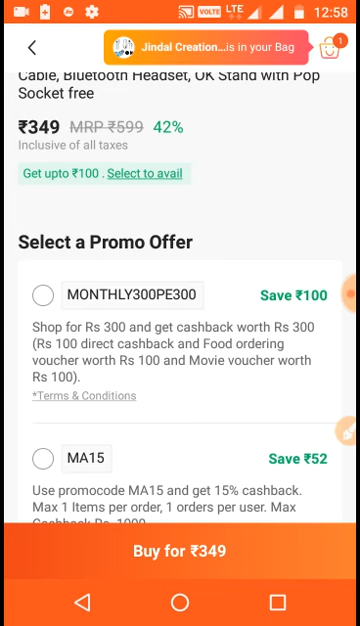 VOLTE LTE 12:58
Jindal Creation...is in your Bag
1
Cable, Bluetooth Headset, OK Stand with Pop
Socket free
₹349 MRP ₹599 42%
Inclusive of all taxes
Get upto ₹100 . Select to avail
Select a Promo Offer
MONTHLY300PE300 Save ₹100
Shop for Rs 300 and get cashback worth Rs 300
(Rs 100 direct cashback and Food ordering
voucher worth Rs 100 and Movie voucher worth
Rs 100).
*Terms & Conditions
MA15 Save ₹52
Use promocode MA15 and get 15% cashback.
Max 1 Items per order, 1 orders per user. Max
Cashback Rs. 1000
Buy for ₹349